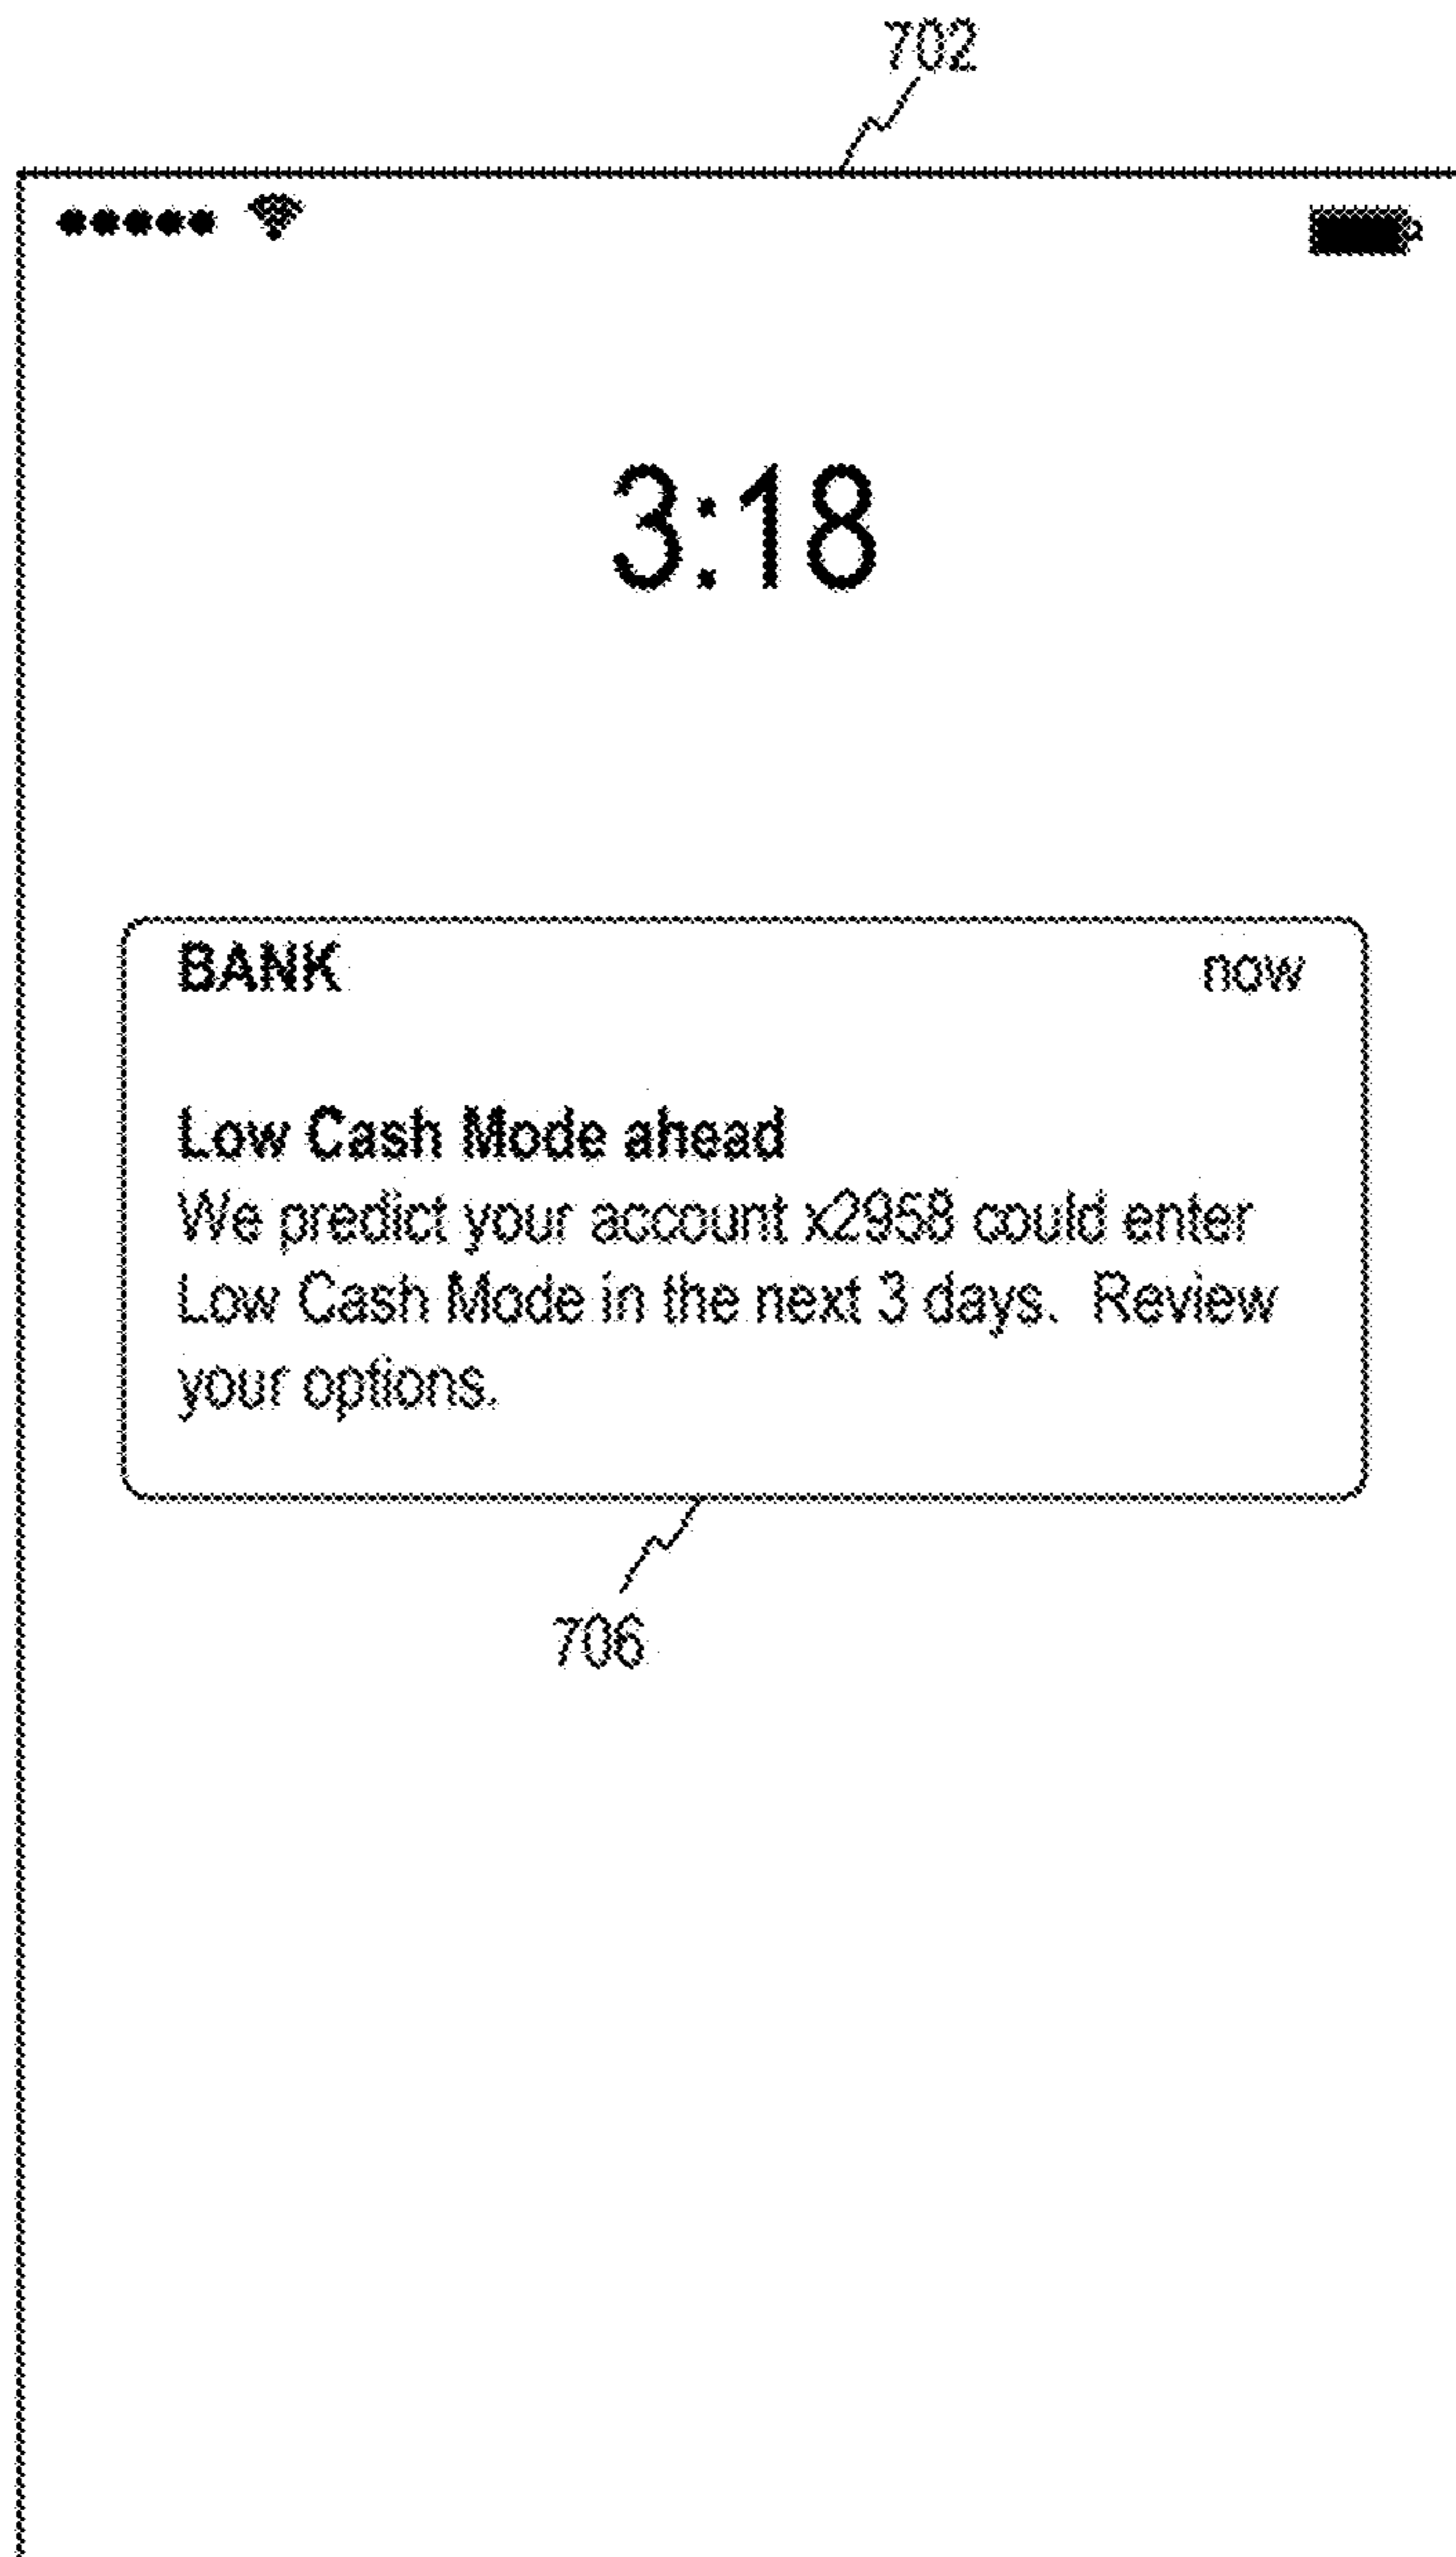 702
3:18
BANK now
Low Cash Mode ahead
We predict your account x2958 could enter
Low Cash Mode in the next 3 days. Review
your options.
706